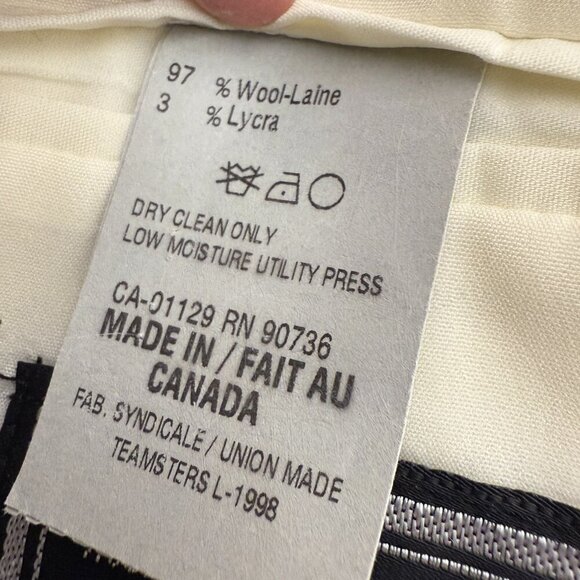 97 % Wool-Laine
3 % Lycra
DRY CLEAN ONLY
LOW MOISTURE UTILITY PRESS
CA-01129 RN 90736
MADE IN / FAIT AU
CANADA
FAB. SYNDICALE / UNION MADE
TEAMSTERS L-1998